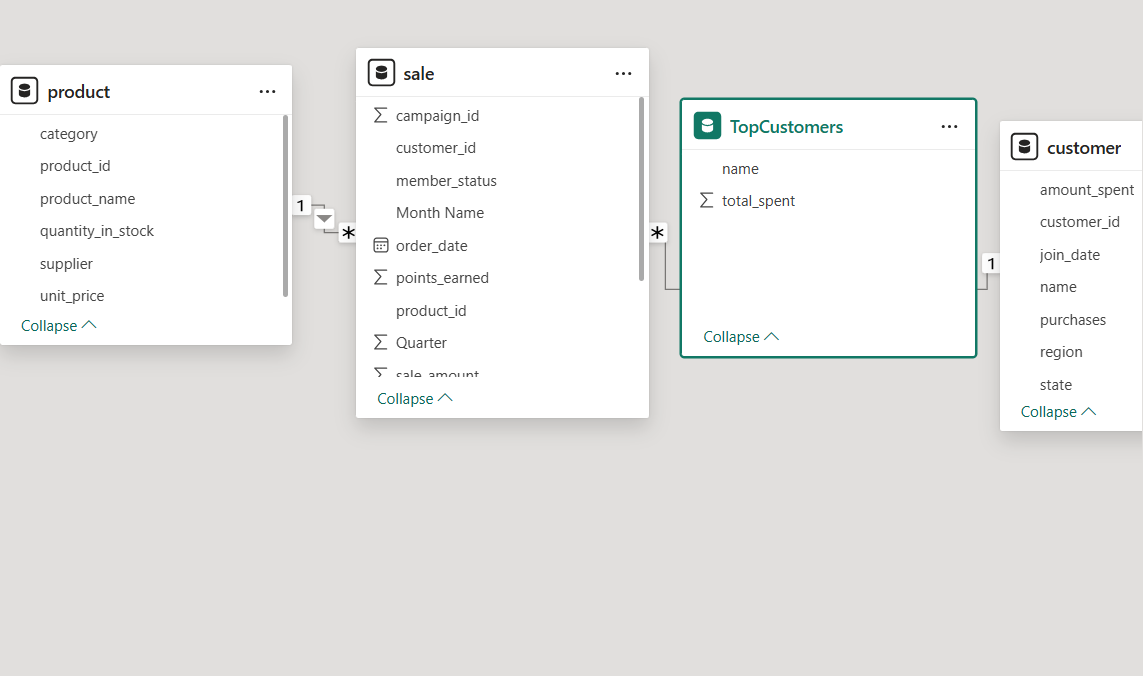 product
...
category
product_id
product_name
quantity_in_stock
supplier
unit_price
Collapse
1
*
sale
...
campaign_id
customer_id
member_status
Month Name
order_date
points_earned
product_id
Quarter
sale_amount
Collapse
*
1
TopCustomers
...
name
total_spent
Collapse
customer
amount_spent
customer_id
join_date
name
purchases
region
state
Collapse